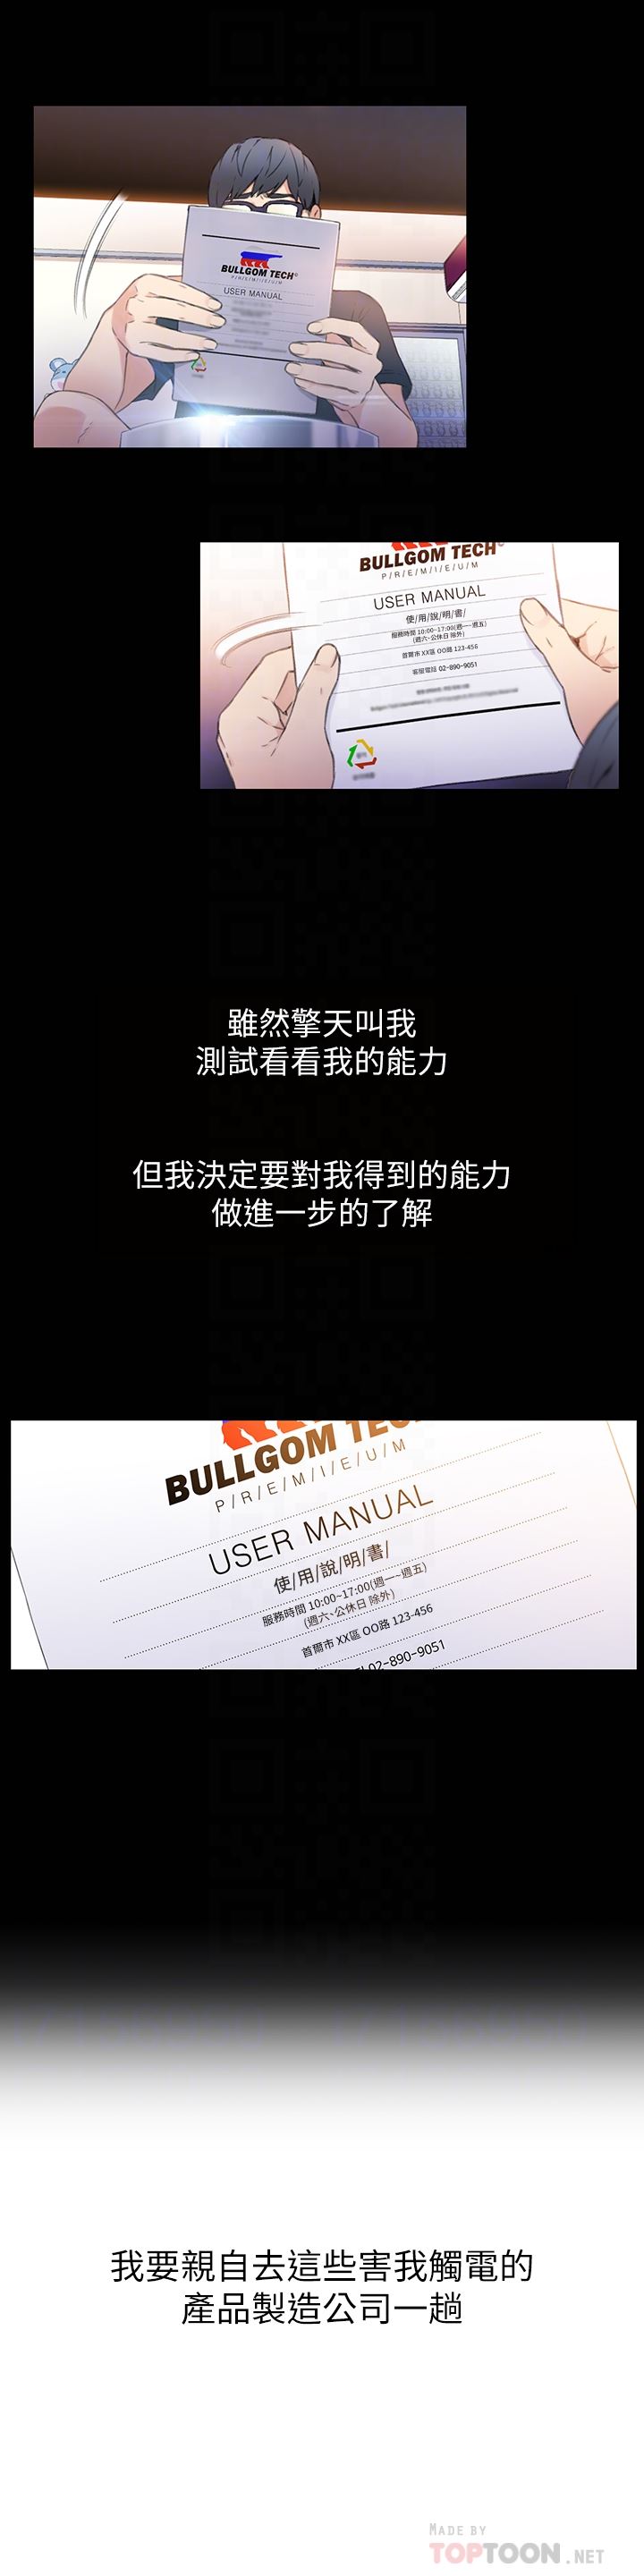 BULLGOM TECH®
P/R/E/M/I/E/U/M
USER MANUAL
BULLGOM TECH®
P/R/E/M/I/E/U/M
USER MANUAL
使/用/說/明/書/
服務時間 10:00~17:00(週一~週五)
(週六、公休日 除外)
首爾市 XX區 OO路 123-456
客服電話 02-890-9051
雖然擎天叫我
測試看看我的能力
但我決定要對我得到的能力
做進一步的了解
BULLGOM TECH
P/R/E/M/I/E/U/M
USER MANUAL
使/用/說/明/書/
服務時間 10:00~17:00(週一~週五)
(週六、公休日 除外)
首爾市 XX區 OO路 123-456
02-890-9051
我要親自去這些害我觸電的
產品製造公司一趟
MADE BY
TOPTOON.NET